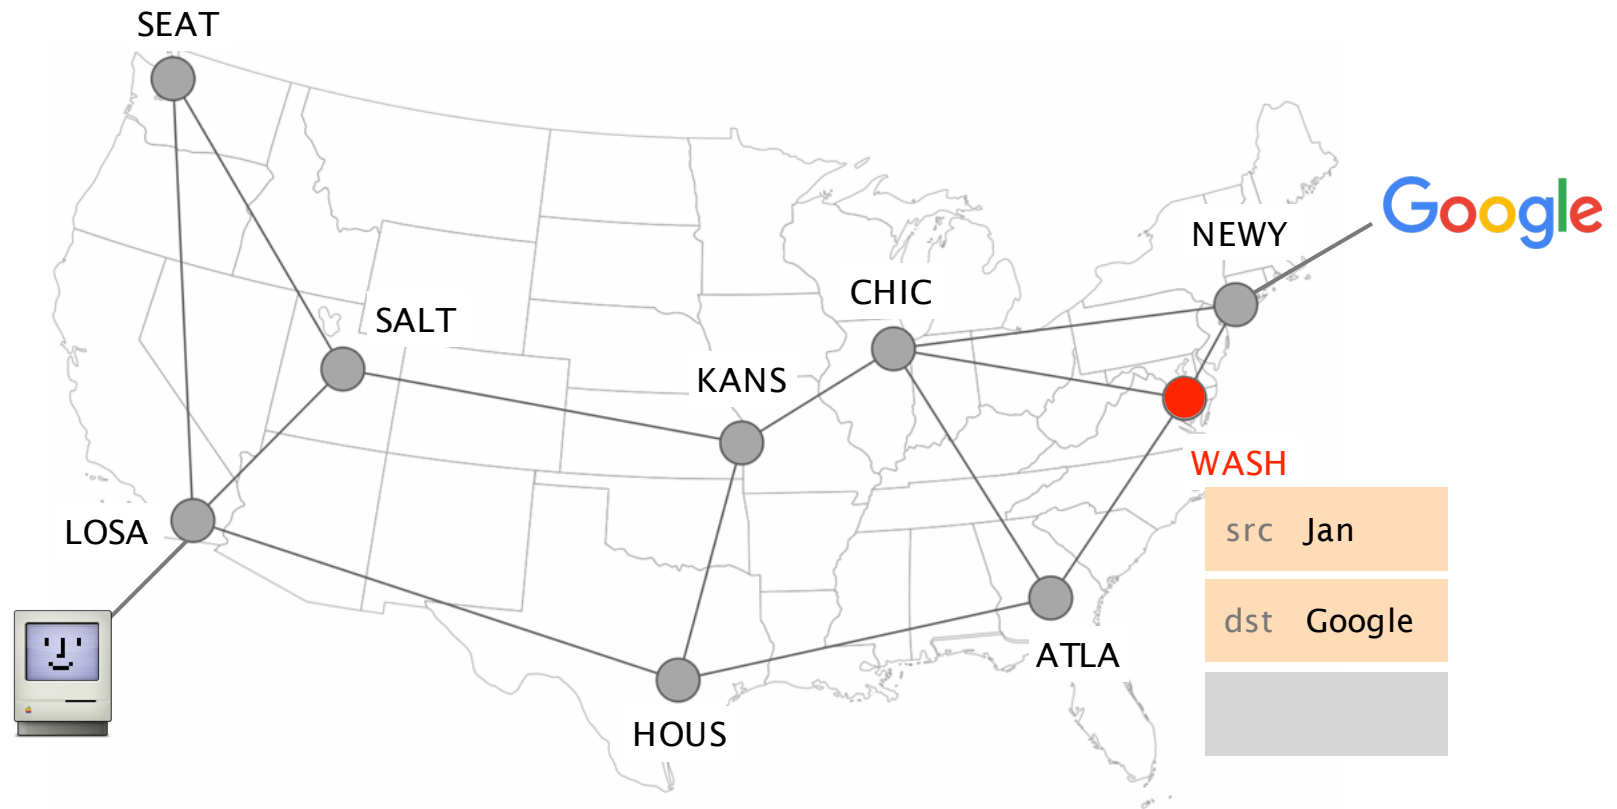 SEAT
Google
NEWY
CHIC
SALT
KANS
WASH
LOSA
src Jan
dst Google
ATLA
HOUS